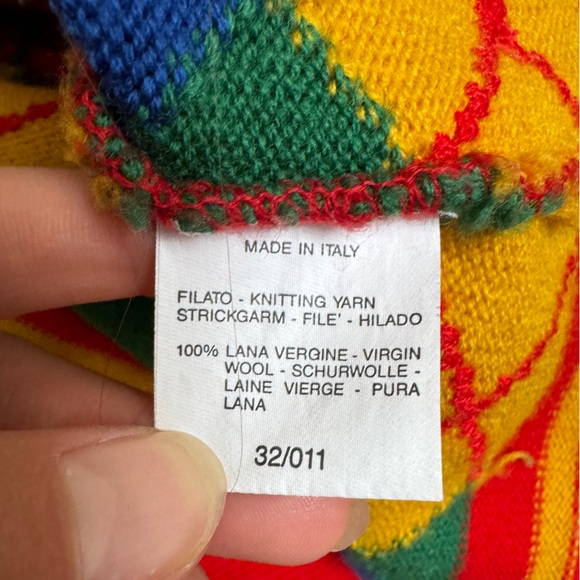 MADE IN ITALY
FILATO - KNITTING YARN
STRICKGARM - FILE' - HILADO
100% LANA VERGINE - VIRGIN
WOOL - SCHURWOLLE -
LAINE VIERGE - PURA
LANA
32/011